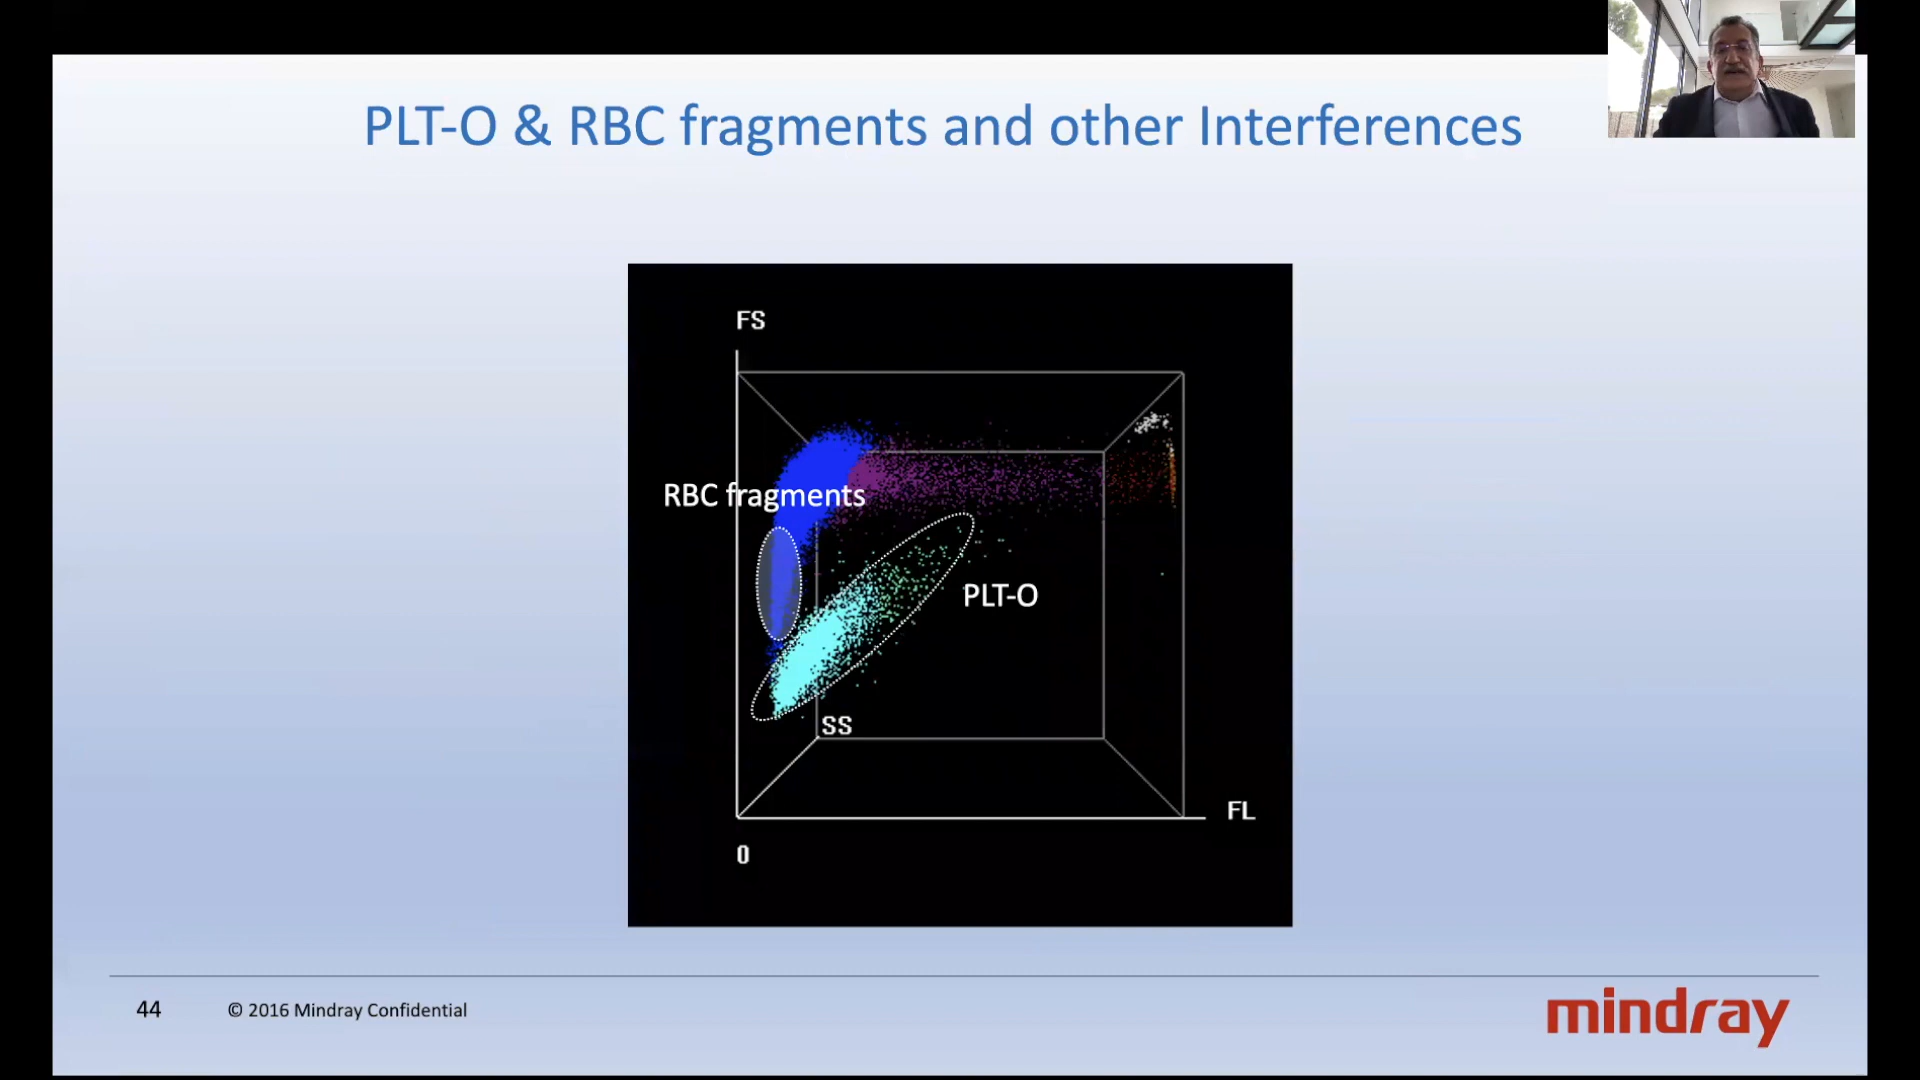 PLT-O & RBC fragments and other Interferences
FS
RBC fragments
PLT-O
SS
FL
0
44
© 2016 Mindray Confidential
mindray